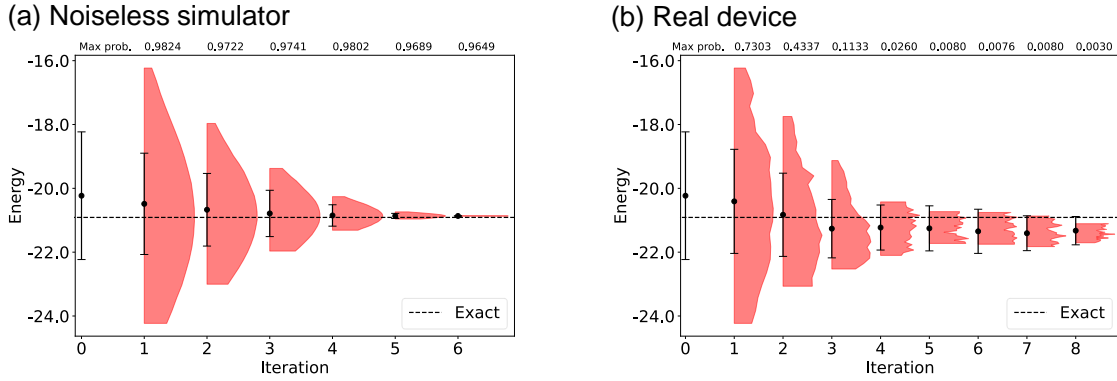 (a) Noiseless simulator
Max prob. 0.9824 0.9722 0.9741 0.9802 0.9689 0.9649
-16.0
-18.0
-20.0
-22.0
-24.0
Energy
Exact
0 1 2 3 4 5 6
Iteration
(b) Real device
Max prob. 0.7303 0.4337 0.1133 0.0260 0.0080 0.0076 0.0080 0.0030
-16.0
-18.0
-20.0
-22.0
-24.0
Energy
Exact
0 1 2 3 4 5 6 7 8
Iteration